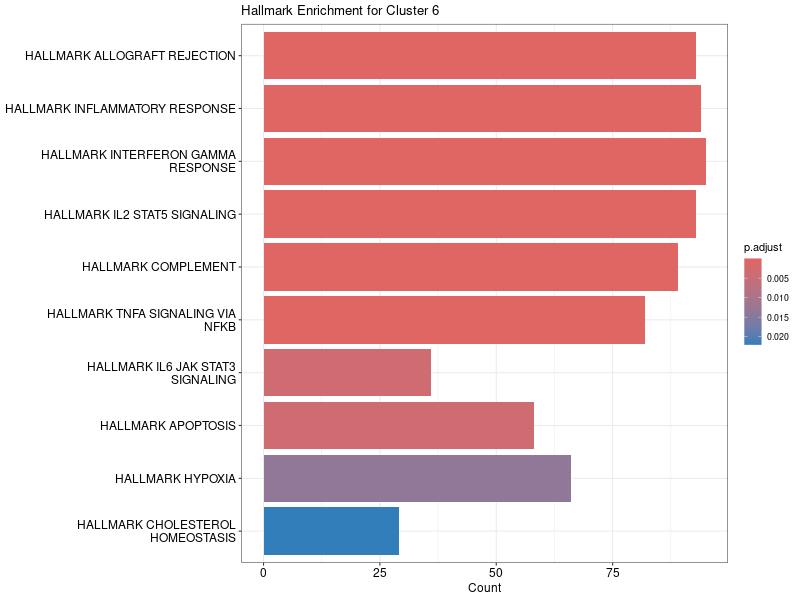 Hallmark Enrichment for Cluster 6
HALLMARK ALLOGRAFT REJECTION
HALLMARK INFLAMMATORY RESPONSE
HALLMARK INTERFERON GAMMA
RESPONSE
HALLMARK IL2 STAT5 SIGNALING
HALLMARK COMPLEMENT
HALLMARK TNFA SIGNALING VIA
NFKB
HALLMARK IL6 JAK STAT3
SIGNALING
HALLMARK APOPTOSIS
HALLMARK HYPOXIA
HALLMARK CHOLESTEROL
HOMEOSTASIS
0 25 50 75
Count
p.adjust
0.005
0.010
0.015
0.020